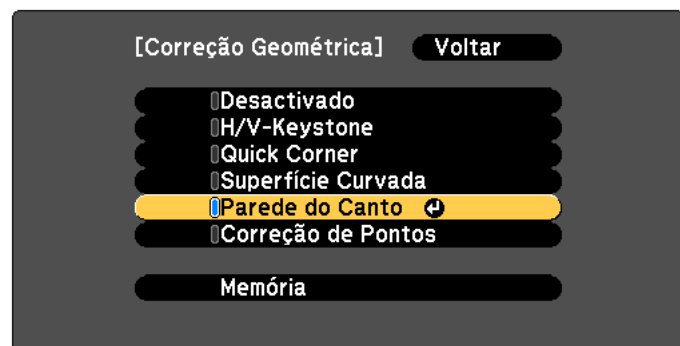 [Correção Geométrica] Voltar
Desactivado
H/V-Keystone
Quick Corner
Superfície Curvada
Parede do Canto
Correção de Pontos
Memória